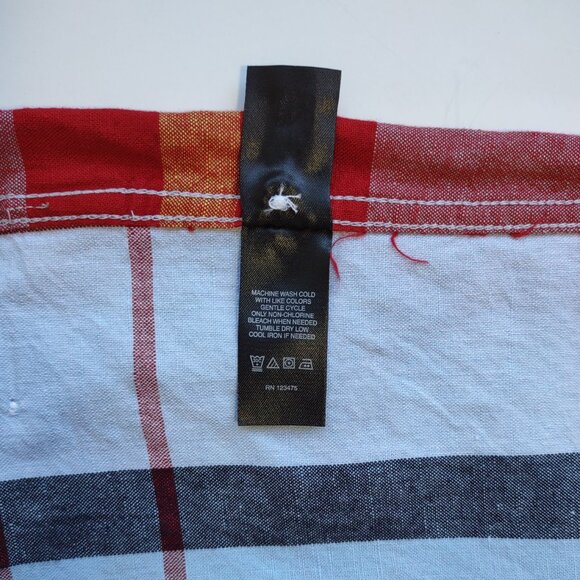 MACHINE WASH COLD
WITH LIKE COLORS
GENTLE CYCLE
ONLY NON-CHLORINE
BLEACH WHEN NEEDED
TUMBLE DRY LOW
COOL IRON IF NEEDED
RN 123475